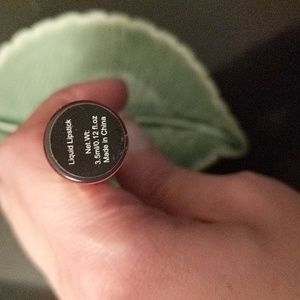 Liquid Lipstick
Net Wt:
3.5ml/0.12 fl.oz
Made in China